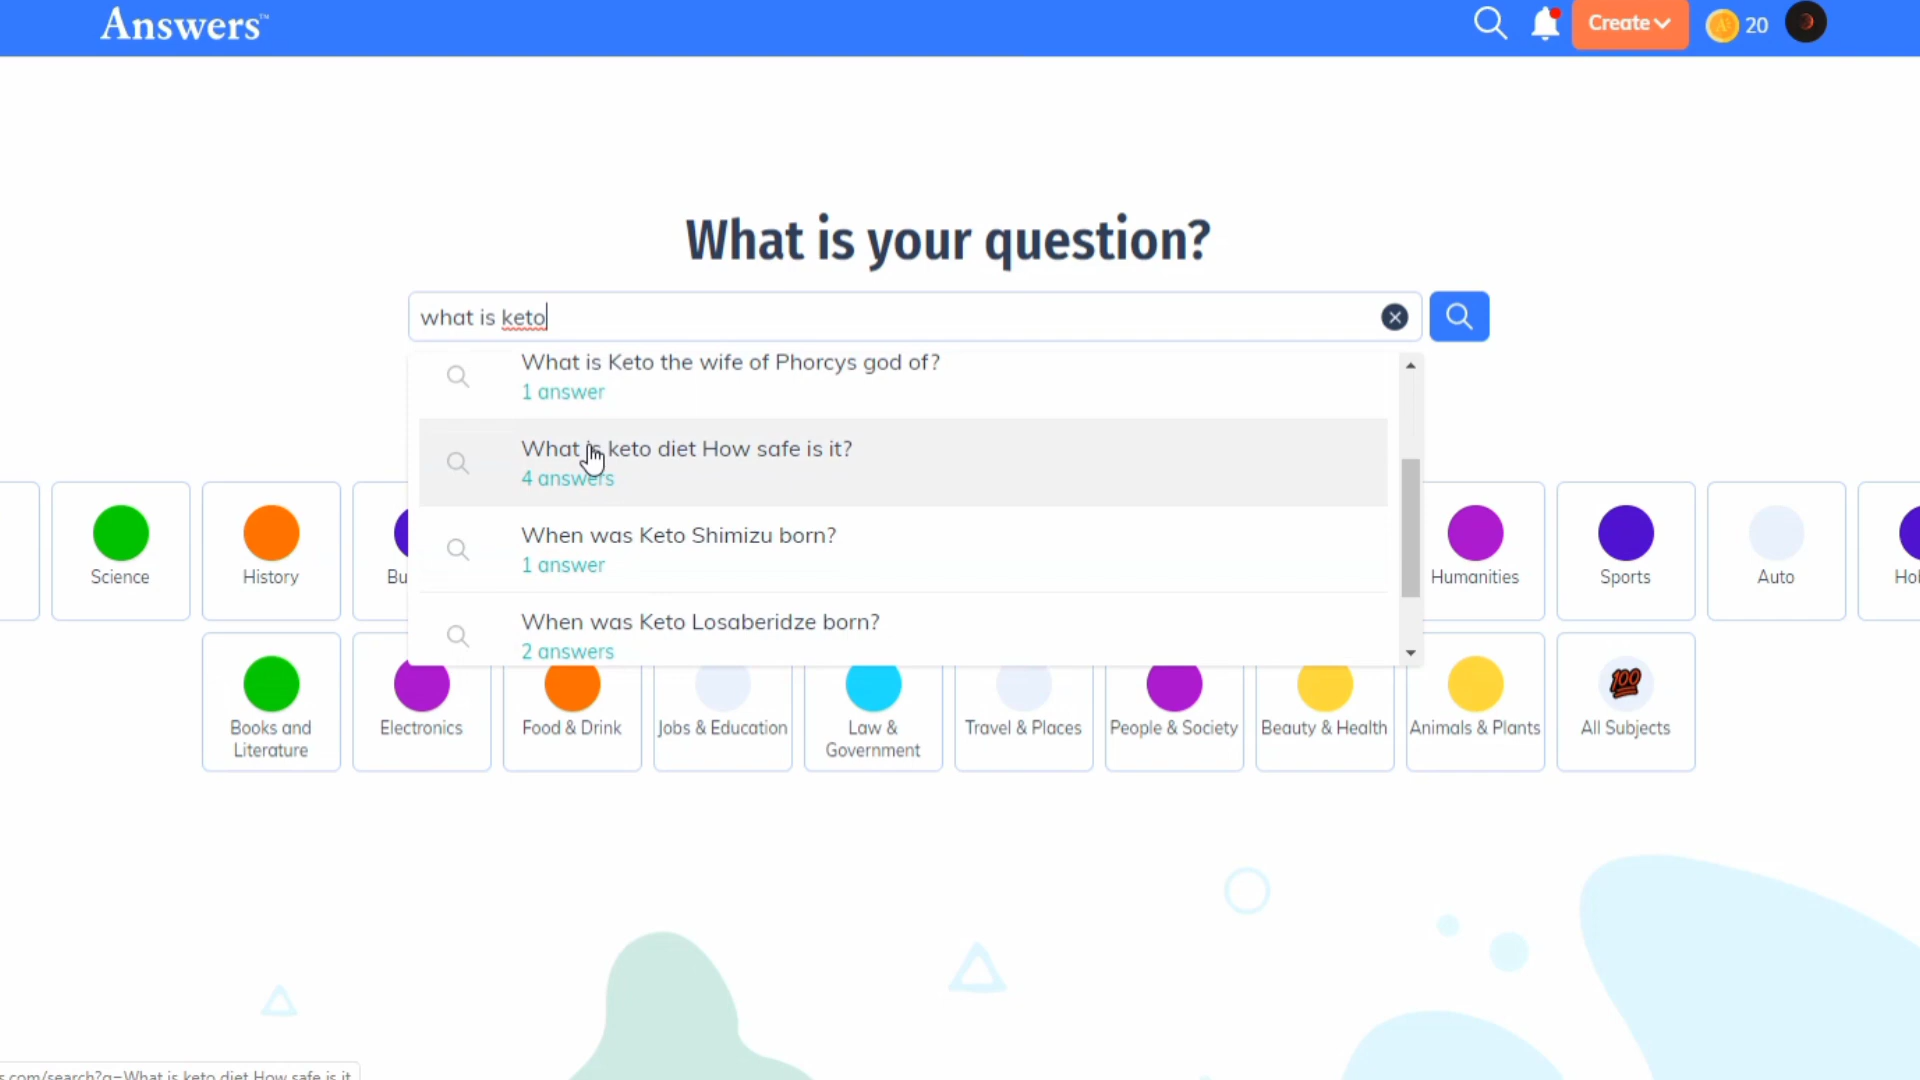 Answers™
Create
20
What is your question?
what is keto
What is Keto the wife of Phorcys god of?
1 answer
What is keto diet How safe is it?
4 answers
When was Keto Shimizu born?
1 answer
When was Keto Losaberidze born?
2 answers
Science
History
Bu
Humanities
Sports
Auto
Hol
Books and
Literature
Electronics
Food & Drink
Jobs & Education
Law &
Government
Travel & Places
People & Society
Beauty & Health
Animals & Plants
100
All Subjects
s.com/search?q=What is keto diet How safe is it